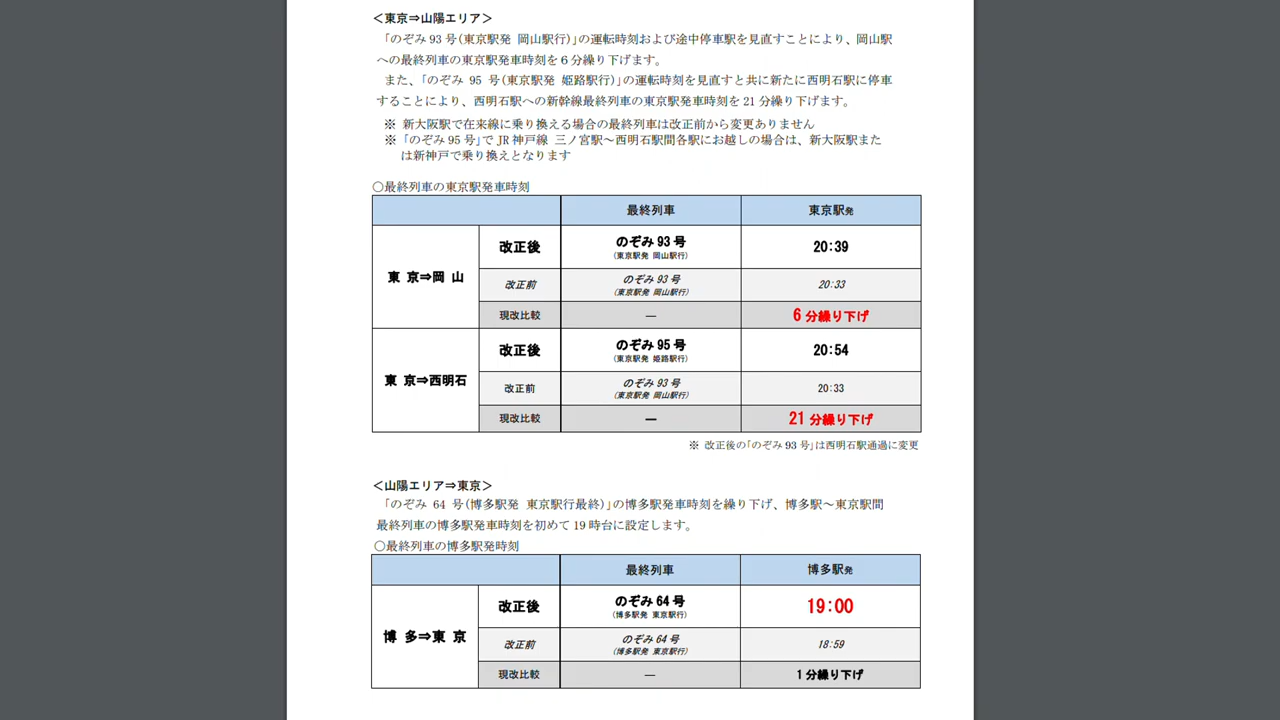 ＜東京⇒山陽エリア＞
「のぞみ 93 号（東京駅発 岡山駅行）」の運転時刻および途中停車駅を見直すことにより、岡山駅
への最終列車の東京駅発車時刻を６分繰り下げます。
また、「のぞみ 95 号（東京駅発 姫路駅行）」の運転時刻を見直すと共に新たに西明石駅に停車
することにより、西明石駅への新幹線最終列車の東京駅発車時刻を 21 分繰り下げます。
※ 新大阪駅で在来線に乗り換える場合の最終列車は改正前から変更ありません
※ 「のぞみ 95 号」で JR 神戸線 三ノ宮駅～西明石駅間各駅にお越しの場合は、新大阪駅また
は新神戸で乗り換えとなります
○最終列車の東京駅発車時刻
最終列車 東京駅発
東 京⇒岡 山
改正後 のぞみ 93 号 20:39
（東京駅発 岡山駅行）
改正前 のぞみ 93 号 20:33
（東京駅発 岡山駅行）
現改比較 ― 6 分繰り下げ
東 京⇒西明石
改正後 のぞみ 95 号 20:54
（東京駅発 姫路駅行）
改正前 のぞみ 93 号 20:33
（東京駅発 岡山駅行）
現改比較 ― 21 分繰り下げ
※ 改正後の「のぞみ 93 号」は西明石駅通過に変更
＜山陽エリア⇒東京＞
「のぞみ 64 号（博多駅発 東京駅行最終）」の博多駅発車時刻を繰り下げ、博多駅～東京駅間
最終列車の博多駅発車時刻を初めて 19 時台に設定します。
○最終列車の博多駅発時刻
最終列車 博多駅発
博 多⇒東 京
改正後 のぞみ 64 号 19:00
（博多駅発 東京駅行）
改正前 のぞみ 64 号 18:59
（博多駅発 東京駅行）
現改比較 ― 1 分繰り下げ